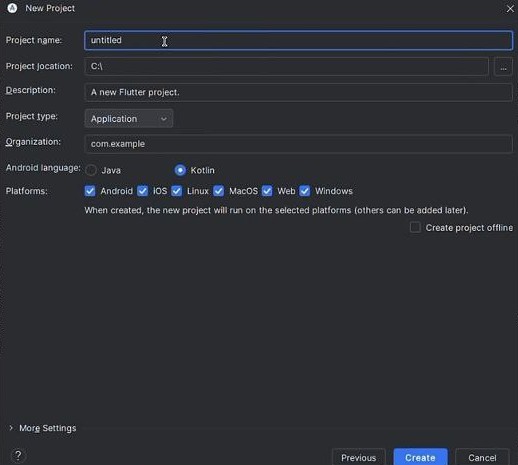 New Project
Project name: untitled
Project location: C:\ ...
Description: A new Flutter project.
Project type: Application
Organization: com.example
Android language: Java Kotlin
Platforms: Android iOS Linux MacOS Web Windows
When created, the new project will run on the selected platforms (others can be added later).
Create project offline
More Settings
? Previous Create Cancel